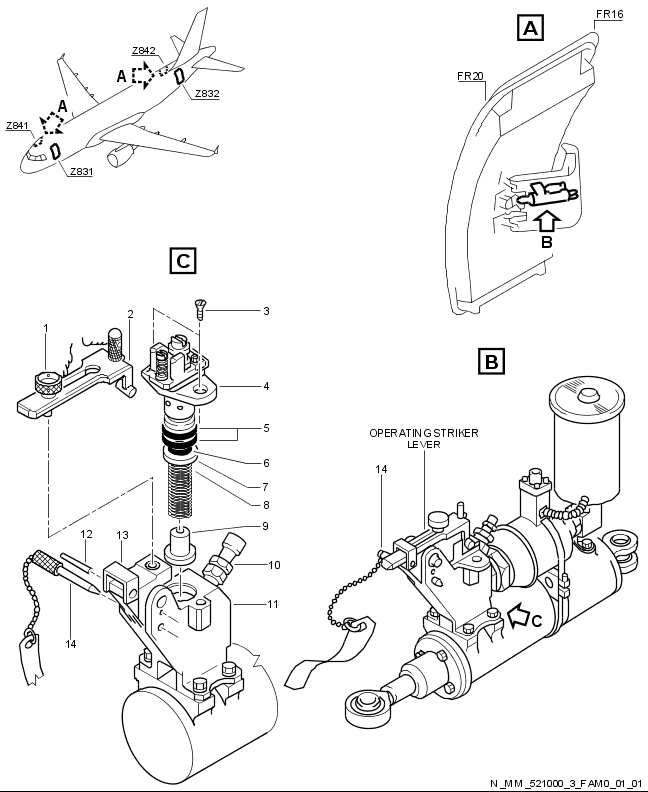 FR16
A
Z842
FR20
A
Z832
A
Z841
Z831
B
C
3
1
2
B
4
5
OPERATING STRIKER
LEVER
6
14
7
8
9
12
13
10
11
C
14
N_MM_521000_3_FAM0_01_01